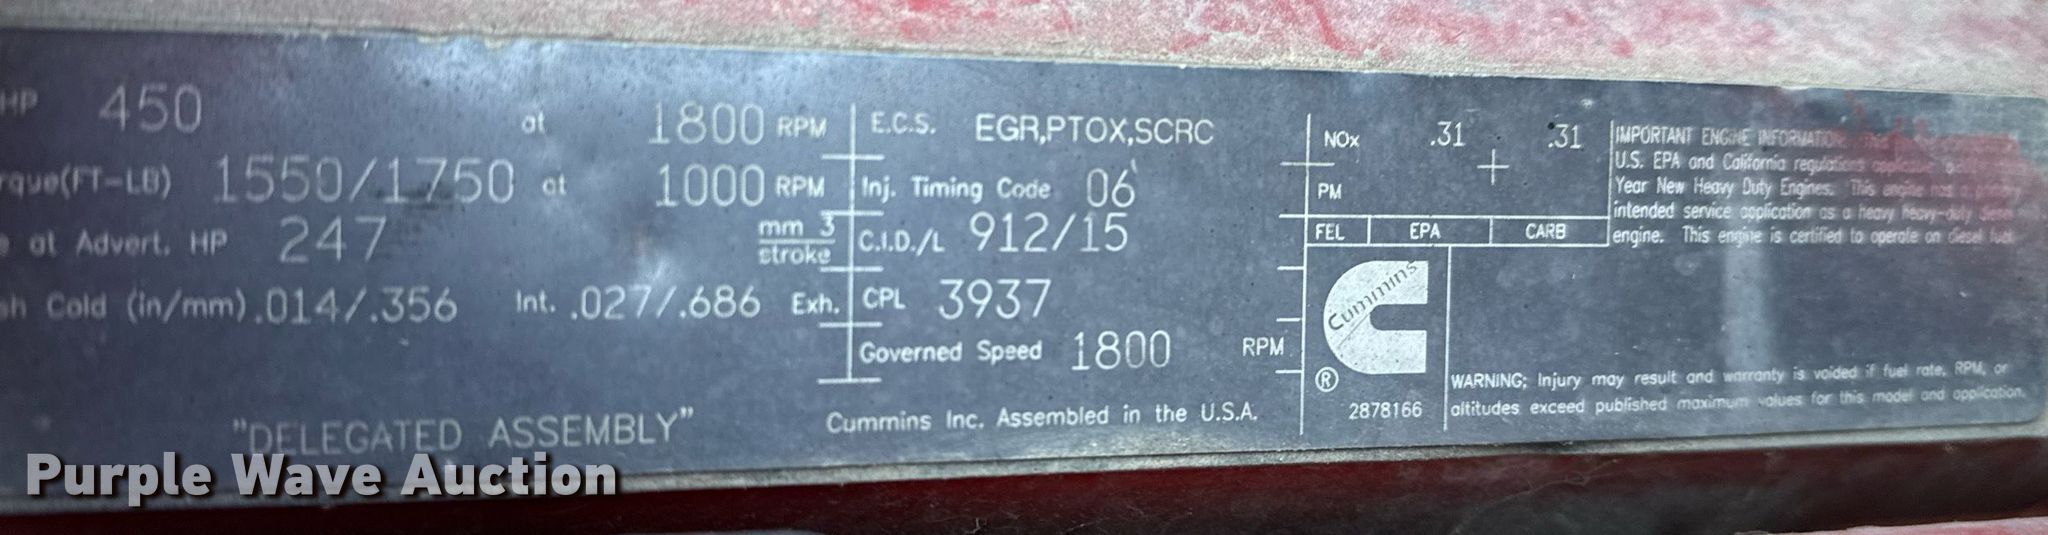 HP 450 at 1800 RPM
rque(FT-LB) 1550/1750 at 1000 RPM
at Advert. HP 247 mm 3
stroke
sh Cold (in/mm) .014/.356 Int. .027/.686 Exh.
"DELEGATED ASSEMBLY"
E.C.S. EGR,PTOX,SCRC
Inj. Timing Code 06
C.I.D./L 912/15
CPL 3937
Governed Speed 1800 RPM
Cummins Inc. Assembled in the U.S.A.
NOx .31 .31
PM
FEL EPA CARB
Cummins
®
2878166
IMPORTANT ENGINE INFORMATION
U.S. EPA and California regulations
Year New Heavy Duty Engines. This engine has a primary
intended service application as a heavy heavy-duty diesel
engine. This engine is certified to operate on diesel fuel.
WARNING; Injury may result and warranty is voided if fuel rate, RPM, or
altitudes exceed published maximum values for this model and application.
Purple Wave Auction